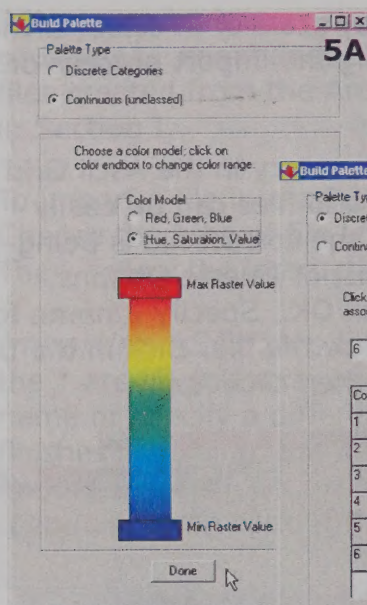 Build Palette
5A
Palette Type
Discrete Categories
Continuous (unclassed)
Choose a color model; click on
color endbox to change color range.
Color Model
Red, Green, Blue
Hue, Saturation, Value
Max Raster Value
Min Raster Value
Done
Build Palette
Palette Ty
Discret
Contin
Click
asso
6
Co
1
2
3
4
5
6